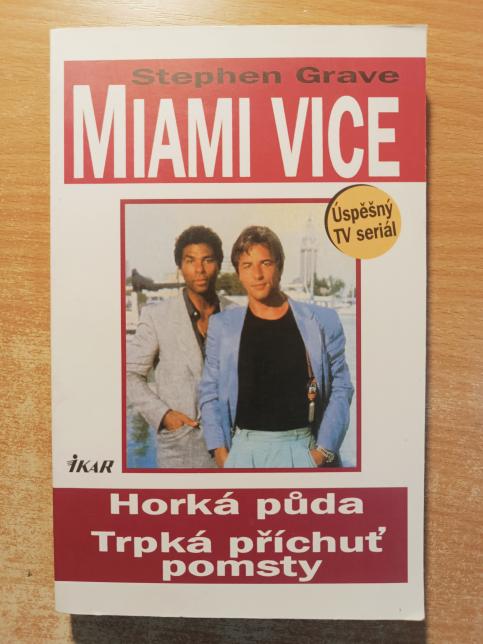 Stephen Grave
MIAMI VICE
Úspěšný
TV seriál
IKAR
Horká půda
Trpká příchuť
pomsty